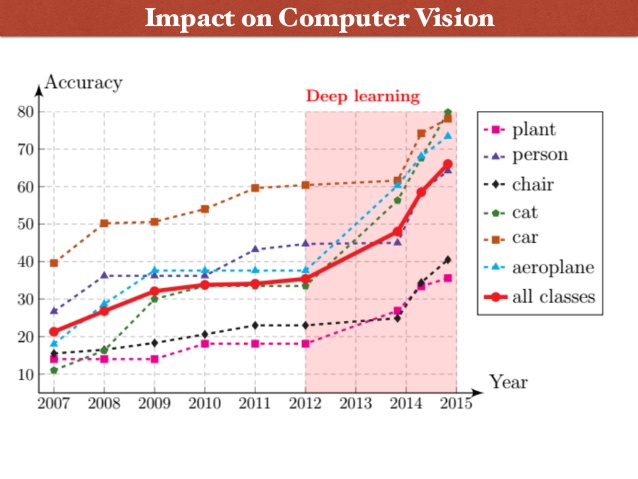 Impact on Computer Vision
Accuracy
Deep learning
80
70
60
50
40
30
20
10
2007 2008 2009 2010 2011 2012 2013 2014 2015
Year
plant
person
chair
cat
car
aeroplane
all classes